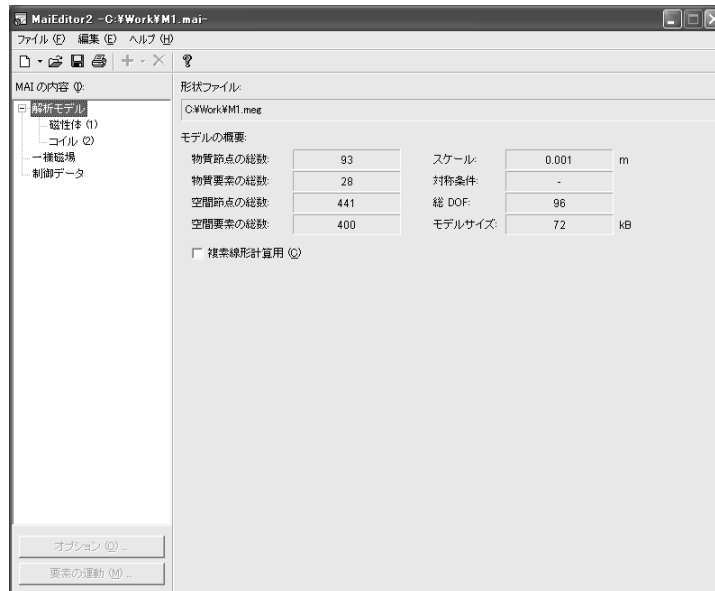 MaiEditor2 -C:¥Work¥M1.mai-
ファイル (F) 編集 (E) ヘルプ (H)
MAI の内容 (I):
解析モデル
磁性体 (1)
コイル (2)
一様磁場
制御データ
オプション (O) ...
要素の運動 (M) ...
形状ファイル:
C:¥Work¥M1.meg
モデルの概要:
物質節点の総数: 93 スケール: 0.001 m
物質要素の総数: 28 対称条件: -
空間節点の総数: 441 総 DOF: 96
空間要素の総数: 400 モデルサイズ: 72 kB
複素線形計算用 (C)